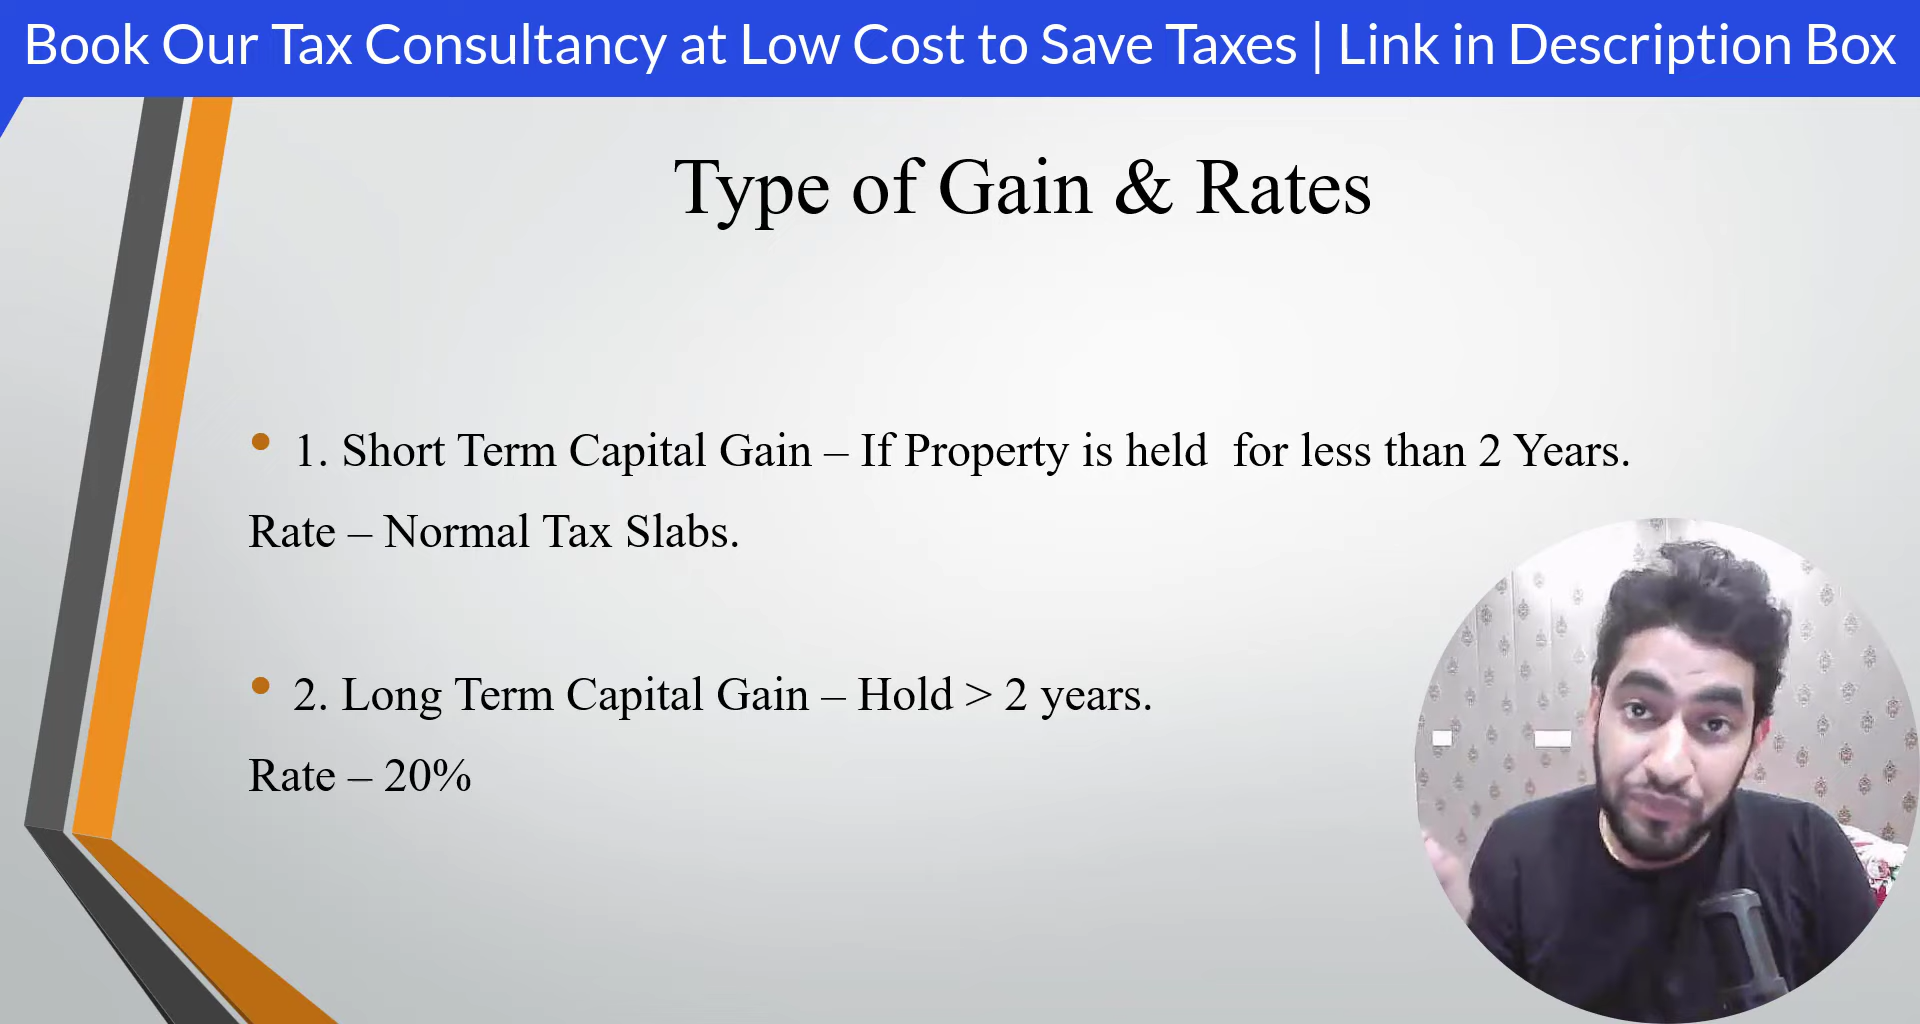 Book Our Tax Consultancy at Low Cost to Save Taxes | Link in Description Box
Type of Gain & Rates
• 1. Short Term Capital Gain – If Property is held  for less than 2 Years.
Rate – Normal Tax Slabs.
• 2. Long Term Capital Gain – Hold > 2 years.
Rate – 20%